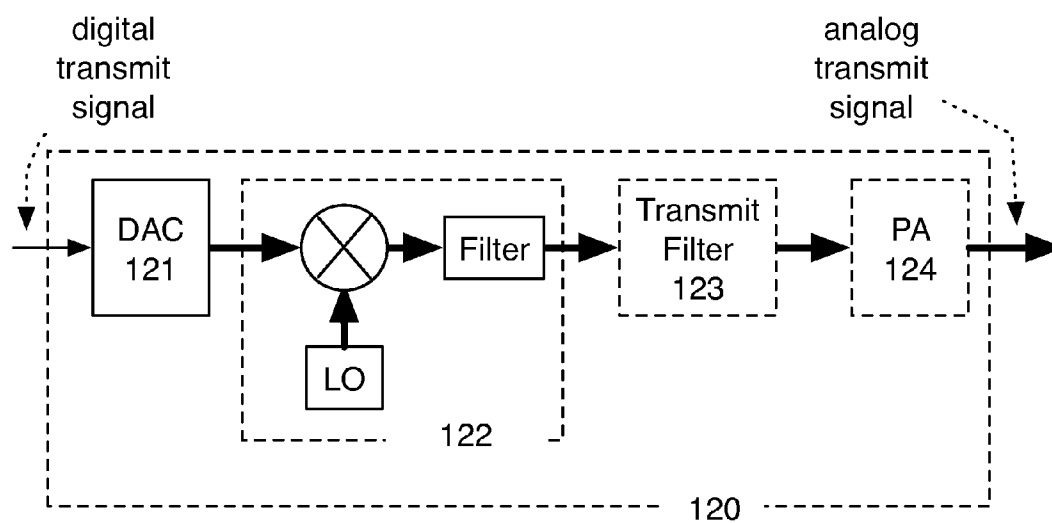 digital
transmit
signal
analog
transmit
signal
DAC
121
Filter
LO
122
Transmit
Filter
123
PA
124
120